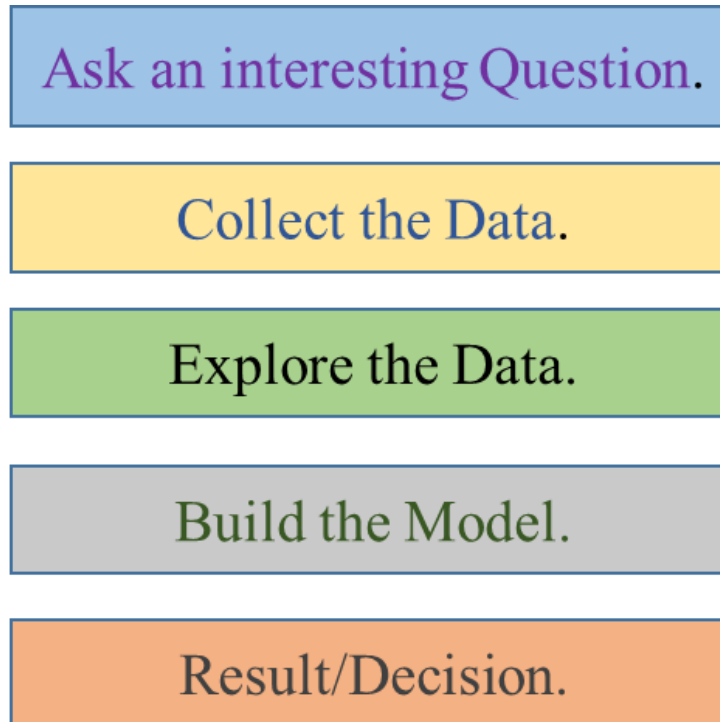 Ask an interesting Question.
Collect the Data.
Explore the Data.
Build the Model.
Result/Decision.